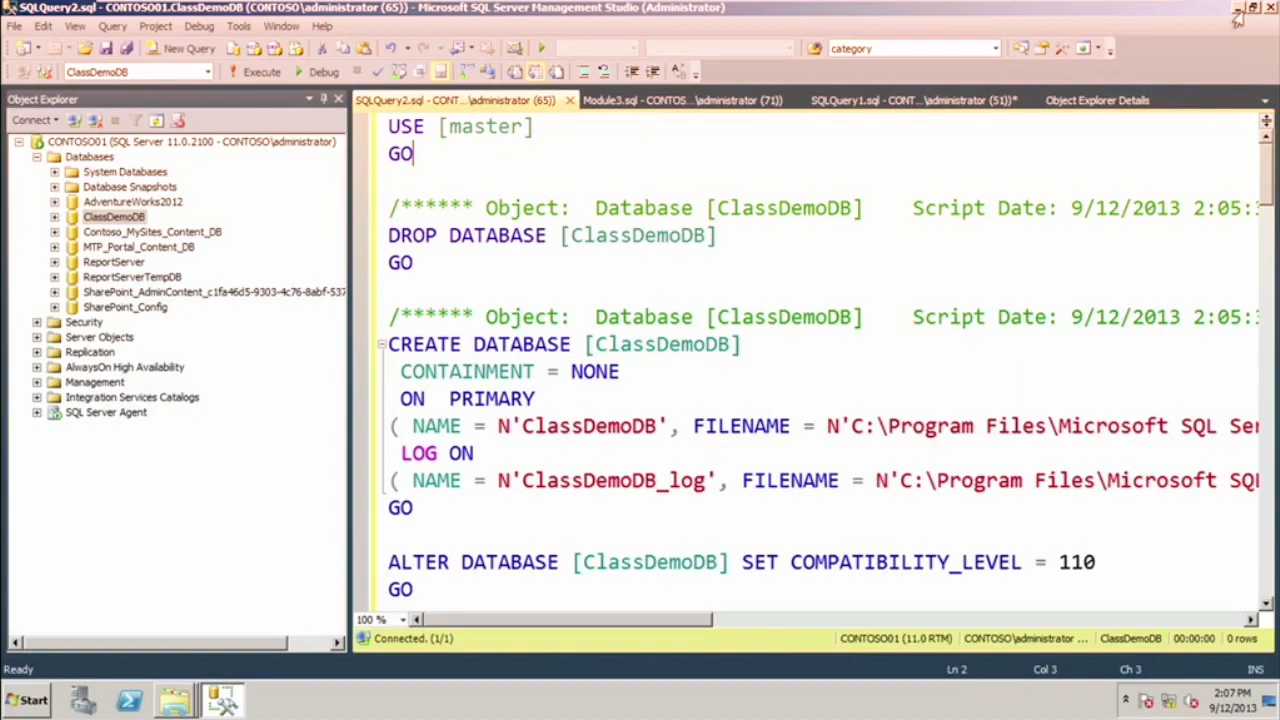 SQLQuery2.sql - CONTOSO01.ClassDemoDB (CONTOSO\administrator (65)) - Microsoft SQL Server Management Studio (Administrator)
File Edit View Query Project Debug Tools Window Help
New Query category
ClassDemoDB Execute Debug
Object Explorer
Connect
CONTOSO01 (SQL Server 11.0.2100 - CONTOSO\administrator)
Databases
System Databases
Database Snapshots
AdventureWorks2012
ClassDemoDB
Contoso_MySites_Content_DB
MTP_Portal_Content_DB
ReportServer
ReportServerTempDB
SharePoint_AdminContent_c1fa46d5-9303-4c76-8abf-537
SharePoint_Config
Security
Server Objects
Replication
AlwaysOn High Availability
Management
Integration Services Catalogs
SQL Server Agent
SQLQuery2.sql - CONT...\administrator (65)) Module3.sql - CONTOS...\administrator (71)) SQLQuery1.sql - CONT...\administrator (51))* Object Explorer Details
USE [master]
GO
/****** Object:  Database [ClassDemoDB]    Script Date: 9/12/2013 2:05:
DROP DATABASE [ClassDemoDB]
GO
/****** Object:  Database [ClassDemoDB]    Script Date: 9/12/2013 2:05:
CREATE DATABASE [ClassDemoDB]
CONTAINMENT = NONE
ON  PRIMARY
( NAME = N'ClassDemoDB', FILENAME = N'C:\Program Files\Microsoft SQL Ser
LOG ON
( NAME = N'ClassDemoDB_log', FILENAME = N'C:\Program Files\Microsoft SQL
GO
ALTER DATABASE [ClassDemoDB] SET COMPATIBILITY_LEVEL = 110
GO
100 %
Connected. (1/1) CONTOSO01 (11.0 RTM) CONTOSO\administrator ... ClassDemoDB 00:00:00 0 rows
Ready Ln 2 Col 3 Ch 3 INS
Start 2:07 PM
9/12/2013